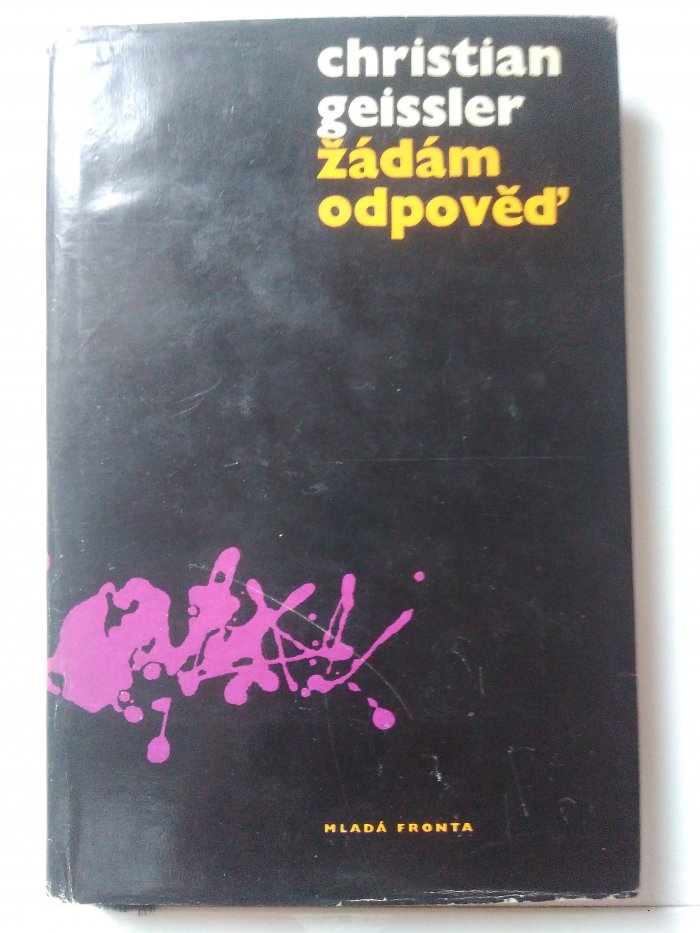 christian
geissler
žádám
odpověď
MLADÁ FRONTA